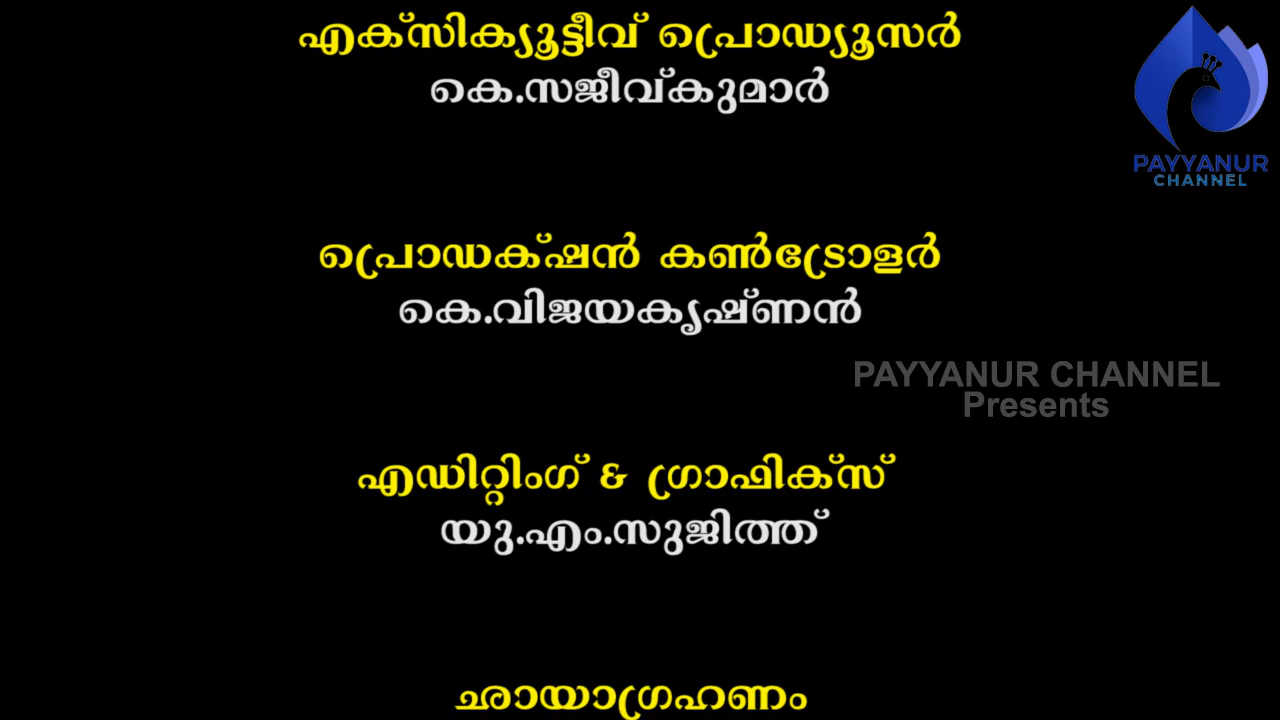 എക്സിക്യൂട്ടീവ് പ്രൊഡ്യൂസർ
കെ.സജീവ്കുമാർ
PAYYANUR
CHANNEL
പ്രൊഡക്ഷൻ കൺട്രോളർ
കെ.വിജയകൃഷ്ണൻ
PAYYANUR CHANNEL
Presents
എഡിറ്റിംഗ് & ഗ്രാഫിക്സ്
യു.എം.സുജിത്ത്
ഛായാഗ്രഹണം